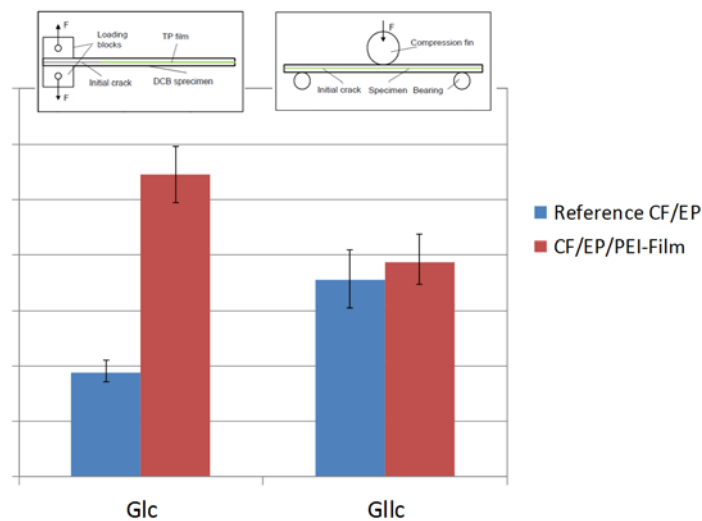 F
Loading
blocks
TP film
Initial crack
DCB sprecimen
F
F
Compression fin
Initial crack
Specimen
Bearing
Reference CF/EP
CF/EP/PEI-Film
GIc
GIIc